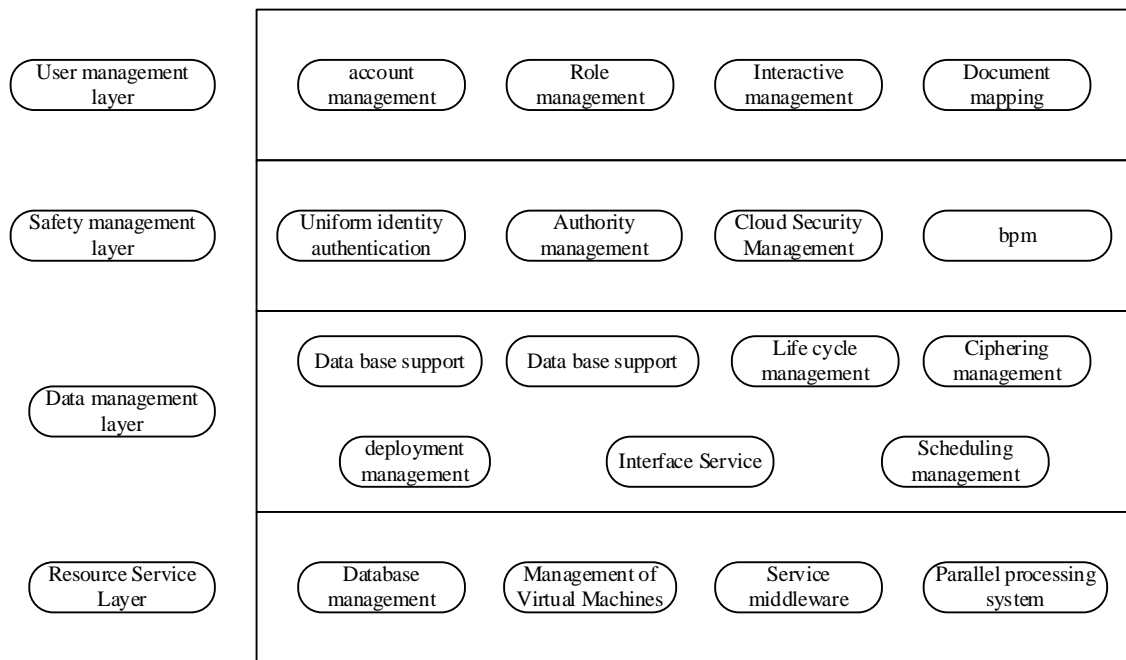 User management
layer
account
management
Role
management
Interactive
management
Document
mapping
Safety management
layer
Uniform identity
authentication
Authority
management
Cloud Security
Management
bpm
Data management
layer
Data base support
Data base support
Life cycle
management
Ciphering
management
deployment
management
Interface Service
Scheduling
management
Resource Service
Layer
Database
management
Management of
Virtual Machines
Service
middleware
Parallel processing
system